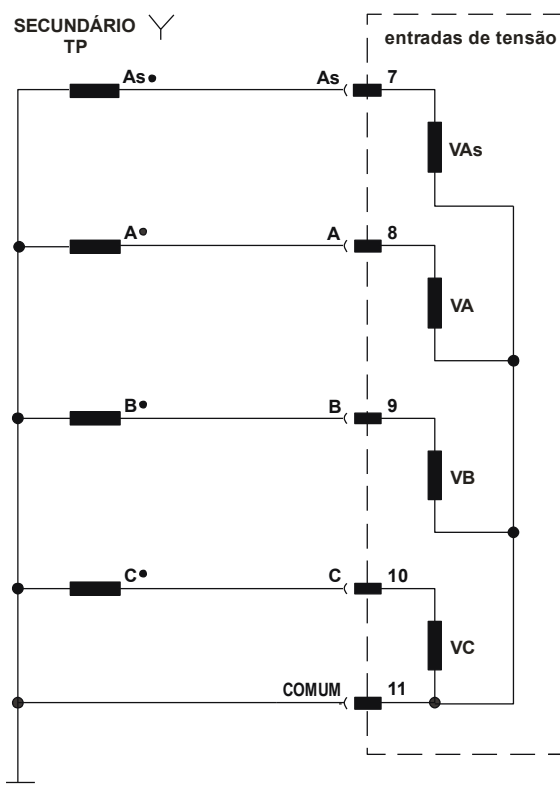 SECUNDÁRIO
TP
entradas de tensão
As
As
7
VAs
A
A
8
VA
B
B
9
VB
C
C
10
VC
COMUM
11